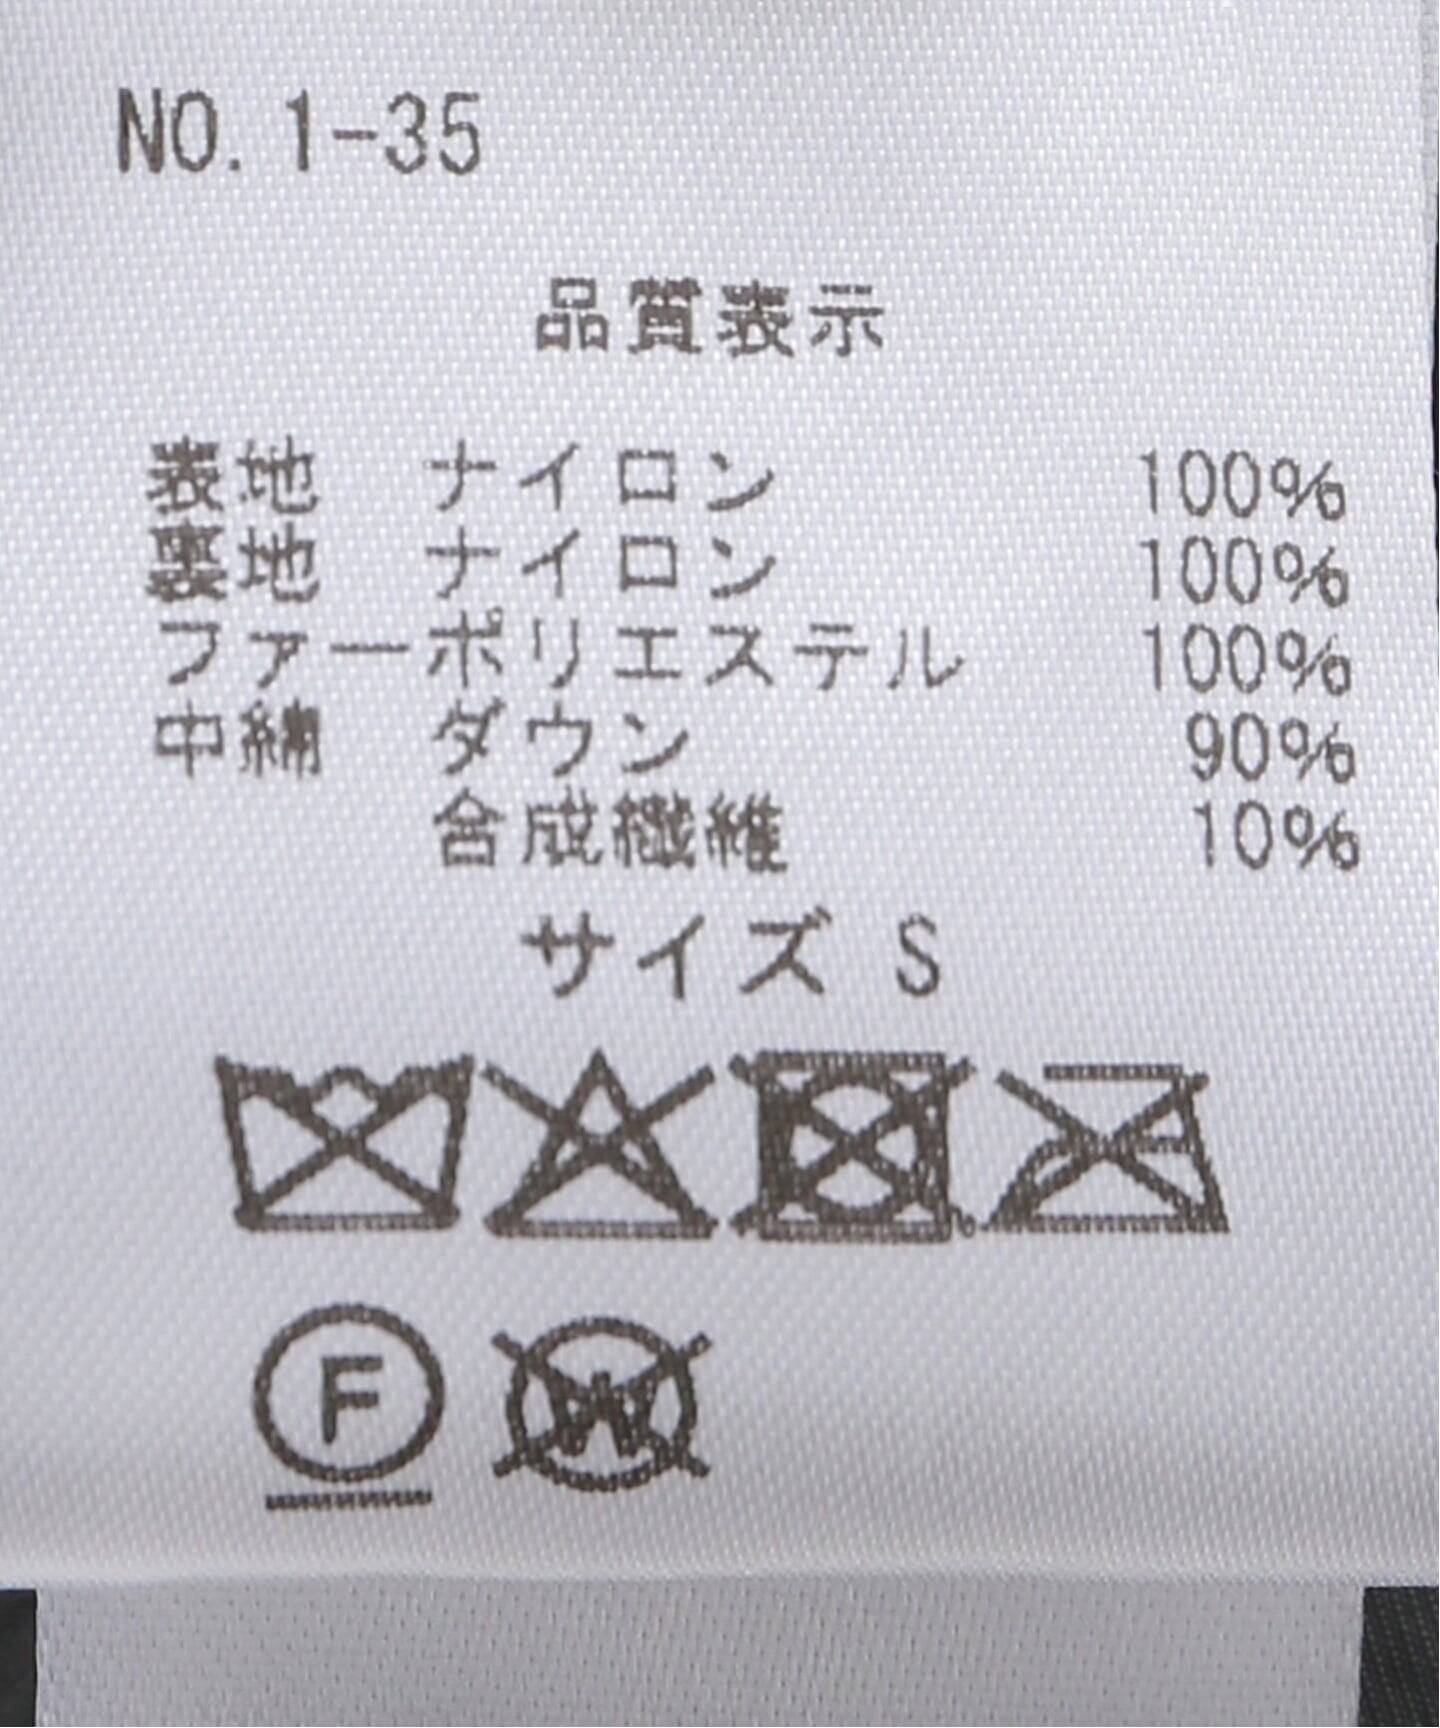 NO. 1-35
品質表示
表地 ナイロン 100%
裏地 ナイロン 100%
ファーポリエステル 100%
中綿 ダウン 90%
合成繊維 10%
サイズ S
F W